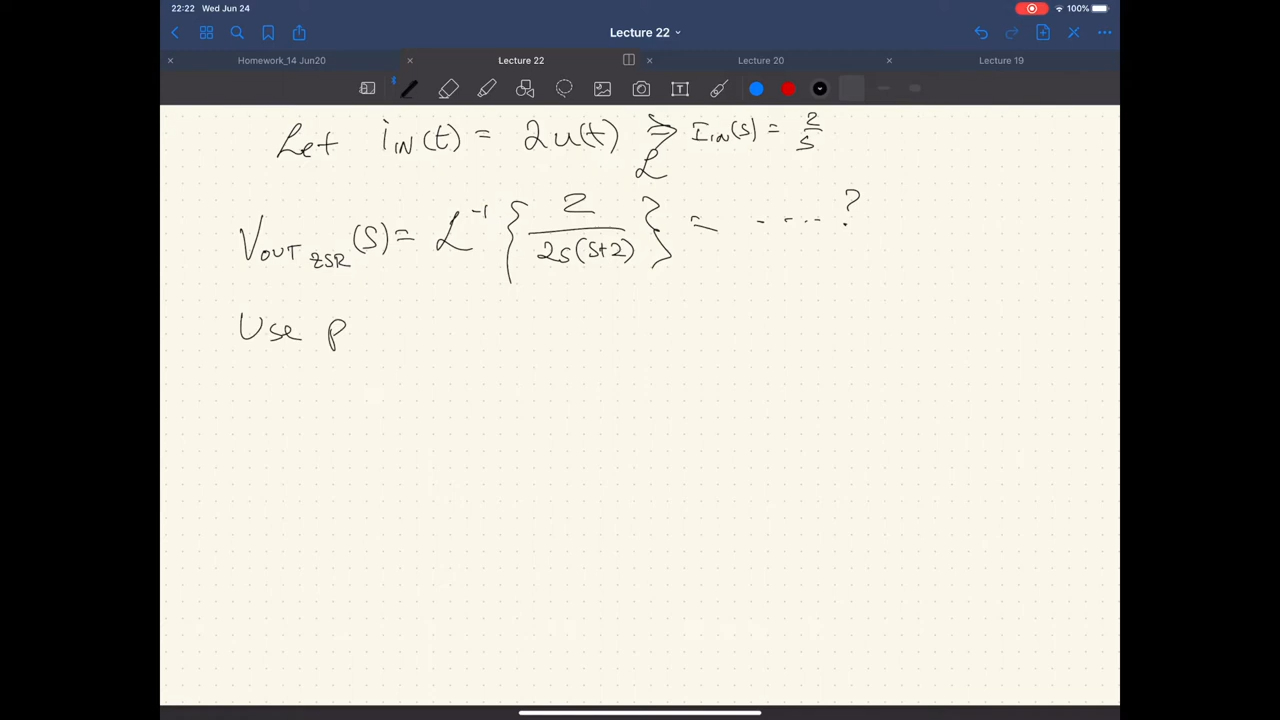 22:22 Wed Jun 24
100%
Lecture 22
Homework_14 Jun20
Lecture 22
Lecture 20
Lecture 19
Let i_IN(t) = 2u(t) ⇒ I_IN(s) = 2/s
ℒ
V_OUT ZSR (S) = ℒ^-1 { 2 / 2s(s+2) } = ....?
Use p